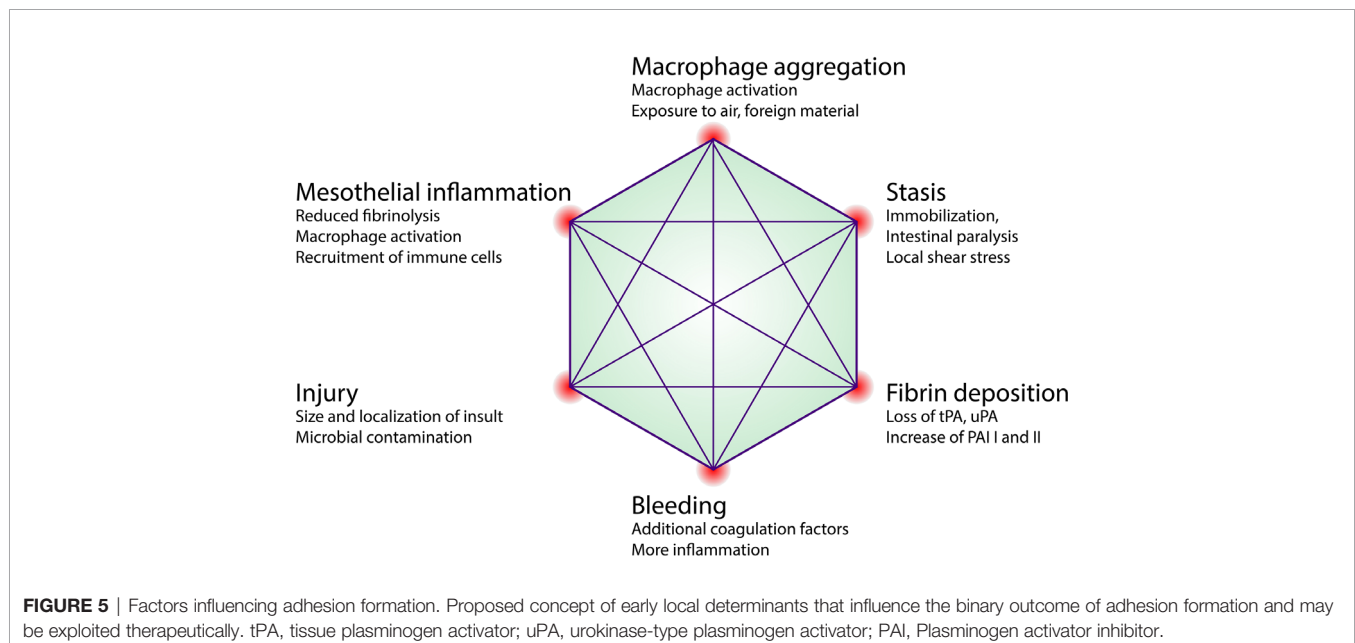 Macrophage aggregation
Macrophage activation
Exposure to air, foreign material
Mesothelial inflammation
Reduced fibrinolysis
Macrophage activation
Recruitment of immune cells
Stasis
Immobilization,
Intestinal paralysis
Local shear stress
Injury
Size and localization of insult
Microbial contamination
Fibrin deposition
Loss of tPA, uPA
Increase of PAI I and II
Bleeding
Additional coagulation factors
More inflammation
FIGURE 5 | Factors influencing adhesion formation. Proposed concept of early local determinants that influence the binary outcome of adhesion formation and may
be exploited therapeutically. tPA, tissue plasminogen activator; uPA, urokinase-type plasminogen activator; PAI, Plasminogen activator inhibitor.